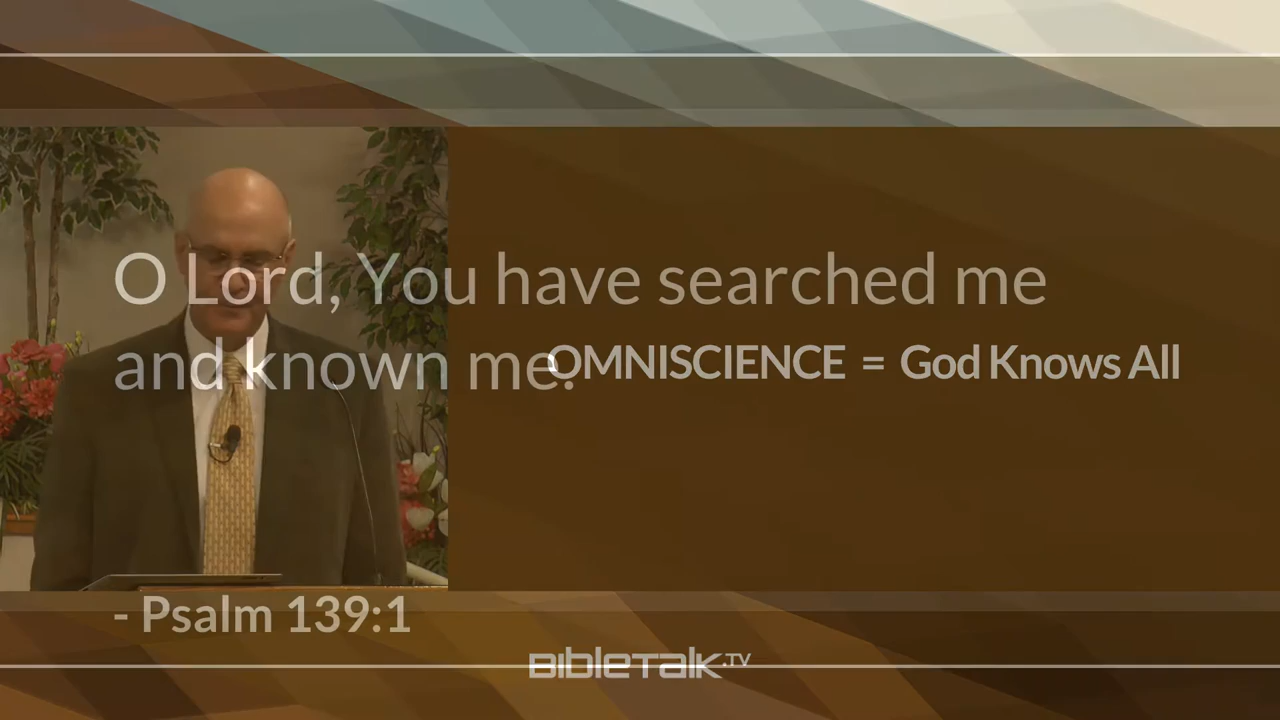 O Lord, You have searched me
and known me.
OMNISCIENCE = God Knows All
- Psalm 139:1
BIBLETALK.TV